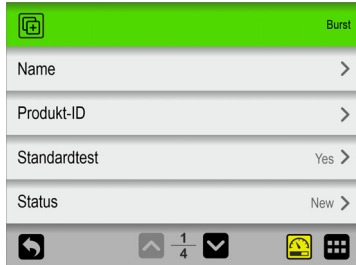 Burst
Name
Produkt-ID
Standardtest Yes
Status New
1
4